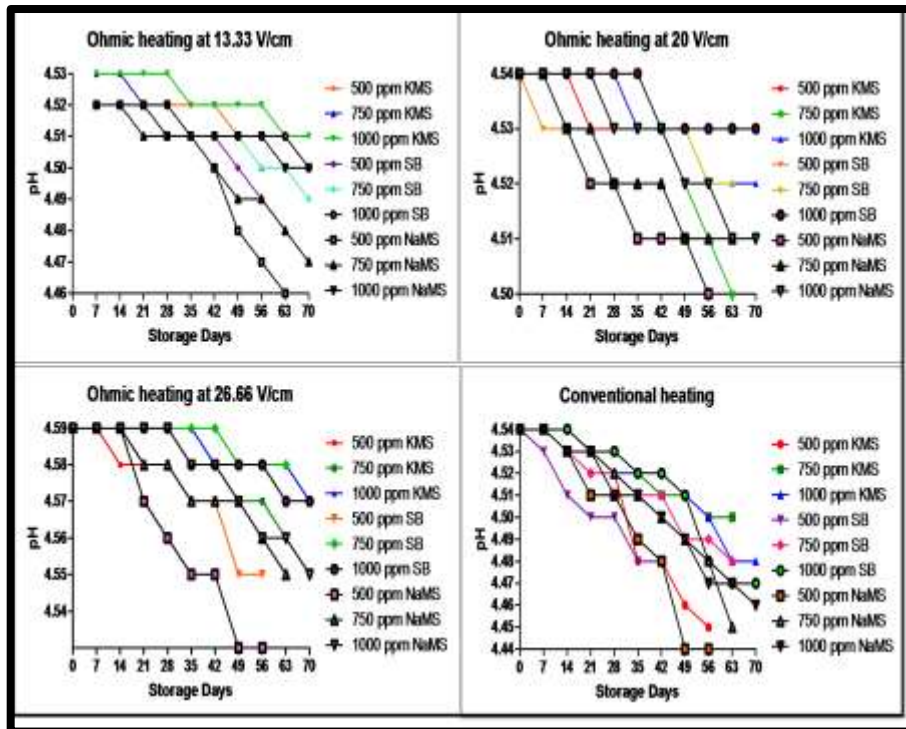 Ohmic heating at 13.33 V/cm
pH
4.53
4.52
4.51
4.50
4.49
4.48
4.47
4.46
0 7 14 21 28 35 42 49 56 63 70
Storage Days
500 ppm KMS
750 ppm KMS
1000 ppm KMS
500 ppm SB
750 ppm SB
1000 ppm SB
500 ppm NaMS
750 ppm NaMS
1000 ppm NaMS
Ohmic heating at 20 V/cm
pH
4.54
4.53
4.52
4.51
4.50
0 7 14 21 28 35 42 49 56 63 70
Storage Days
500 ppm KMS
750 ppm KMS
1000 ppm KMS
500 ppm SB
750 ppm SB
1000 ppm SB
500 ppm NaMS
750 ppm NaMS
1000 ppm NaMS
Ohmic heating at 26.66 V/cm
pH
4.59
4.58
4.57
4.56
4.55
4.54
0 7 14 21 28 35 42 49 56 63 70
Storage Days
500 ppm KMS
750 ppm KMS
1000 ppm KMS
500 ppm SB
750 ppm SB
1000 ppm SB
500 ppm NaMS
750 ppm NaMS
1000 ppm NaMS
Conventional heating
pH
4.54
4.53
4.52
4.51
4.50
4.48
4.47
4.46
4.45
4.44
0 7 14 21 28 35 42 49 56 63 70
Storage Days
500 ppm KMS
750 ppm KMS
1000 ppm KMS
500 ppm SB
750 ppm SB
1000 ppm SB
500 ppm NaMS
750 ppm NaMS
1000 ppm NaMS